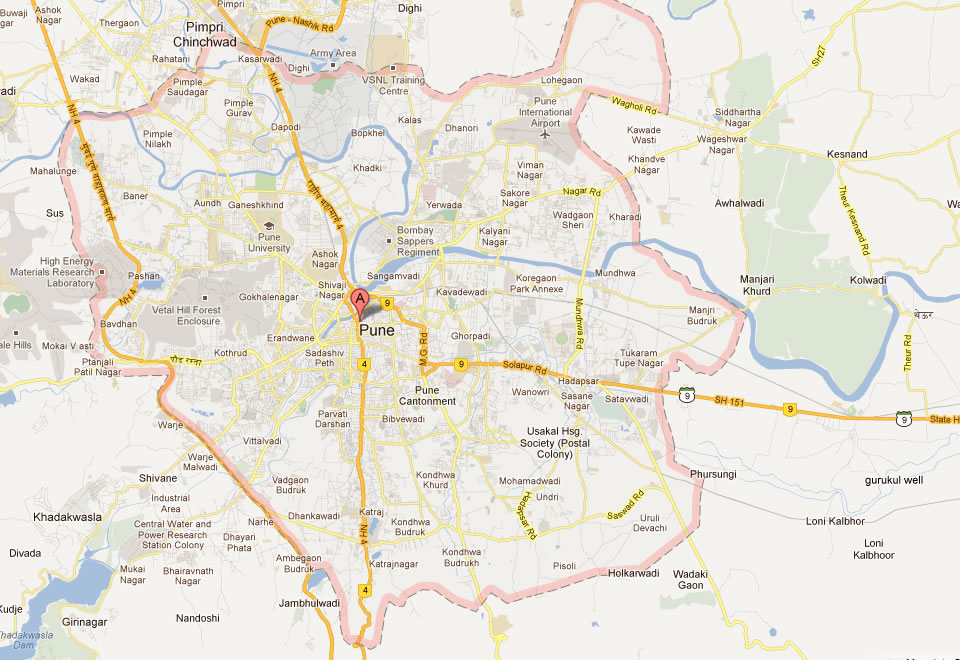 Buwaji
Ashok
Nagar
Thergaon
Pimpri
Pimpri
Chinchwad
Pune - Nashik Rd
Dighi
Army Area
Rahatani
Kasarwadi
Dighi
Wakad
Pimple
Saudagar
VSNL Training
Centre
Lohegaon
SH27
NH 4
NH 4
Pimple
Gurav
Pimple
Nilakh
Dapodi
Bopkhel
Kalas
Dhanori
Pune
International
Airport
Wagholi Rd
Siddhartha
Nagar
Kawade
Wasti
Wageshwar
Nagar
Kesnand
Mahalunge
Khadki
Viman
Nagar
Khandve
Nagar
Baner
Aundh
Ganeshkhind
Yerwada
Sakore
Nagar
Nagar Rd
Theur Kesnand Rd
Sus
Wadgaon
Sheri
Kharadi
Awhalwadi
Pune
University
Bombay
Sappers
Regiment
Kalyani
Nagar
High Energy
Materials Research
Laboratory
Ashok
Nagar
Pashan
Sangamvadi
Koregaon
Park Annexe
Mundhwa
Manjari
Khurd
Kolwadi
NH 4
Gokhalenagar
Shivaji
Nagar
Kavadewadi
A
9
Vetal Hill Forest
Enclosure
Manjri
Budruk
थेऊर
Bavdhan
Pune
Mundhwa Rd
Erandwane
Ghorpadi
M.G. Rd
Theur Rd
Kothrud
Sadashiv
Peth
Tukaram
Tupe Nagar
Ptanjali
Patil Nagar
पौड रस्ता
4
9
Solapur Rd
Hadapsar
Pune
Cantonment
Wanowri
Sasane
Nagar
Satavwadi
9
SH 151
9
9
Parvati
Darshan
Bibvewadi
Warje
Usakal Hsg.
Society (Postal
Colony)
Vittalvadi
Warje
Malwadi
Shivane
Vadgaon
Budruk
Kondhwa
Khurd
Mohamadwadi
Phursungi
gurukul well
Industrial
Area
Undri
Hadapsar Rd
Saswad Rd
Khadakwasla
Narhe
Dhankawadi
Katraj
Uruli
Devachi
Loni Kalbhor
Central Water and
Power Research
Station Colony
Dhayari
Phata
NH 4
Kondhwa
Budruk
Divada
Loni
Kalbhoor
Ambegaon
Budruk
Katrajnagar
Kondhwa
Budrukh
Mukai
Nagar
Bhairavnath
Nagar
Pisoli
Holkarwadi
Wadaki
Gaon
4
Jambhulwadi
Girinagar
Nandoshi
Khadakwasla
Dam